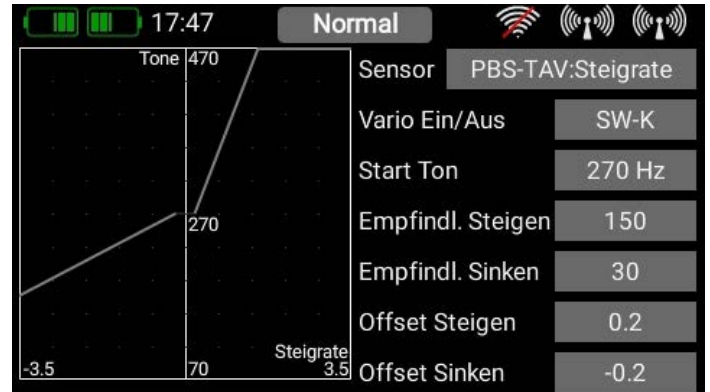 17:47 Normal
Tone 470
270
Steigrate
-3.5 70 3.5
Sensor PBS-TAV:Steigrate
Vario Ein/Aus SW-K
Start Ton 270 Hz
Empfindl. Steigen 150
Empfindl. Sinken 30
Offset Steigen 0.2
Offset Sinken -0.2